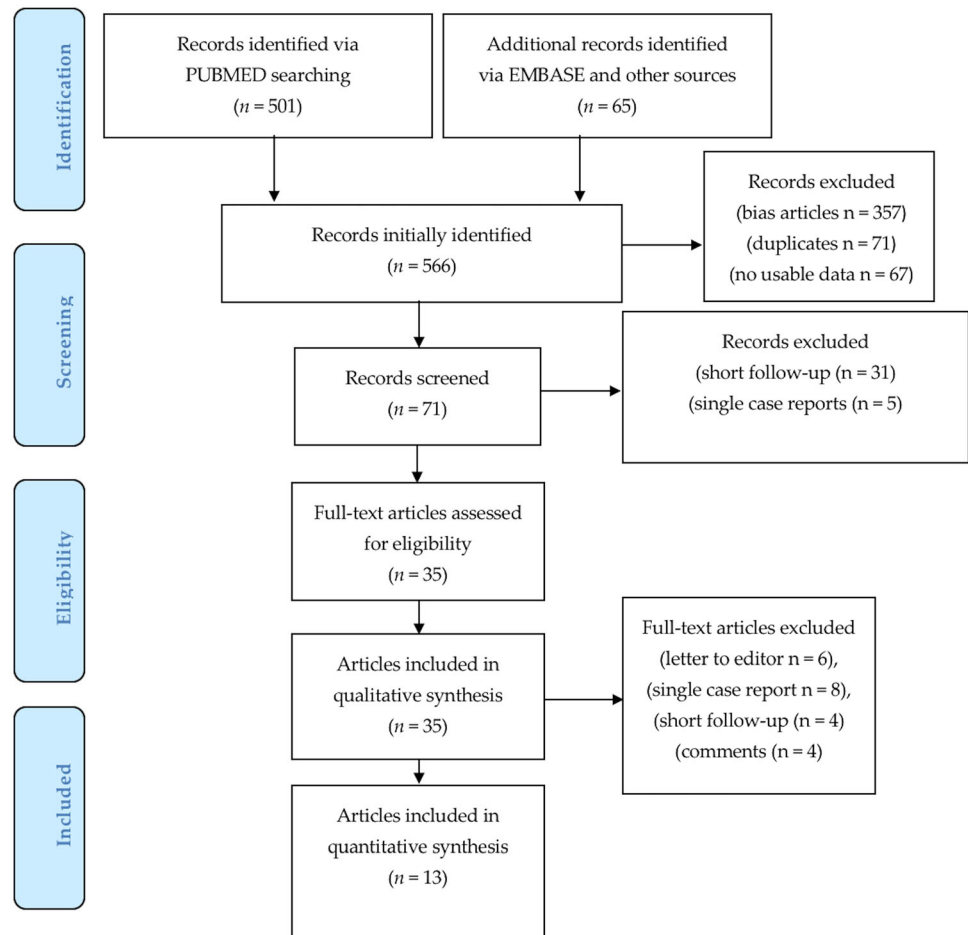 Identification
Records identified via
PUBMED searching
(n = 501)
Additional records identified
via EMBASE and other sources
(n = 65)
Records initially identified
(n = 566)
Records excluded
(bias articles n = 357)
(duplicates n = 71)
(no usable data n = 67)
Screening
Records screened
(n = 71)
Records excluded
(short follow-up (n = 31)
(single case reports (n = 5)
Eligibility
Full-text articles assessed
for eligibility
(n = 35)
Articles included in
qualitative synthesis
(n = 35)
Full-text articles excluded
(letter to editor n = 6),
(single case report n = 8),
(short follow-up (n = 4)
(comments (n = 4)
Included
Articles included in
quantitative synthesis
(n = 13)